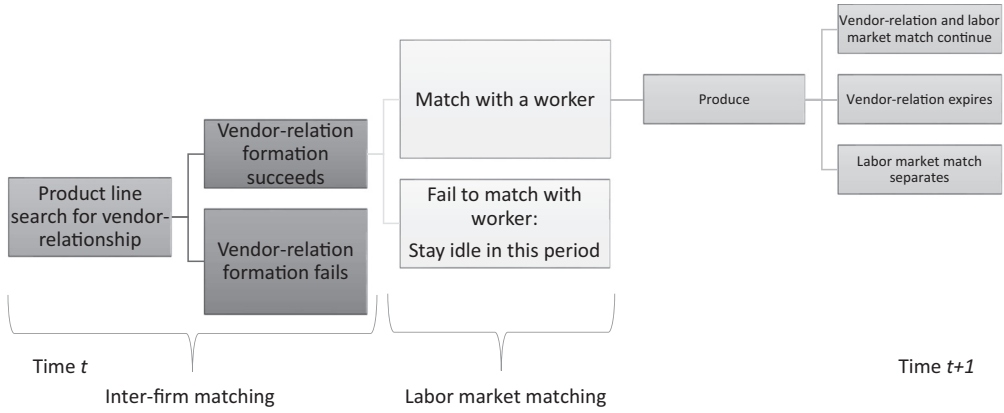 Product line
search for vendor-
relationship
Vendor-relation
formation
succeeds
Vendor-relation
formation fails
Match with a worker
Fail to match with
worker:
Stay idle in this period
Produce
Vendor-relation and labor
market match continue
Vendor-relation expires
Labor market match
separates
Time t
Inter-firm matching
Labor market matching
Time t+1